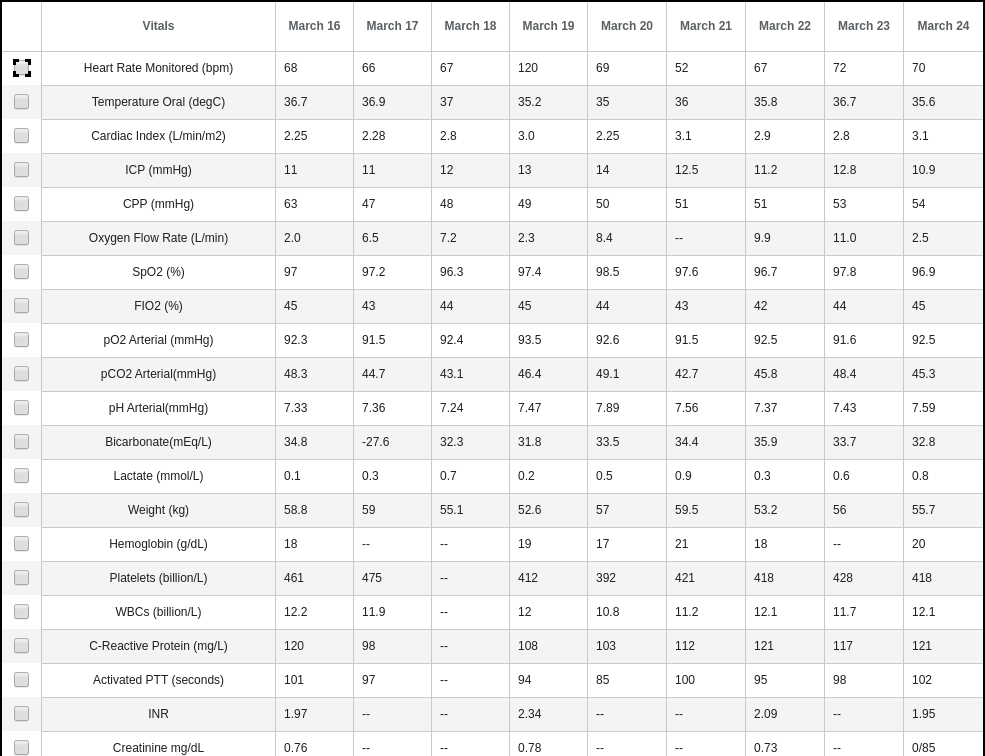 Vitals March 16 March 17 March 18 March 19 March 20 March 21 March 22 March 23 March 24
Heart Rate Monitored (bpm) 68 66 67 120 69 52 67 72 70
Temperature Oral (degC) 36.7 36.9 37 35.2 35 36 35.8 36.7 35.6
Cardiac Index (L/min/m2) 2.25 2.28 2.8 3.0 2.25 3.1 2.9 2.8 3.1
ICP (mmHg) 11 11 12 13 14 12.5 11.2 12.8 10.9
CPP (mmHg) 63 47 48 49 50 51 51 53 54
Oxygen Flow Rate (L/min) 2.0 6.5 7.2 2.3 8.4 -- 9.9 11.0 2.5
SpO2 (%) 97 97.2 96.3 97.4 98.5 97.6 96.7 97.8 96.9
FIO2 (%) 45 43 44 45 44 43 42 44 45
pO2 Arterial (mmHg) 92.3 91.5 92.4 93.5 92.6 91.5 92.5 91.6 92.5
pCO2 Arterial(mmHg) 48.3 44.7 43.1 46.4 49.1 42.7 45.8 48.4 45.3
pH Arterial(mmHg) 7.33 7.36 7.24 7.47 7.89 7.56 7.37 7.43 7.59
Bicarbonate(mEq/L) 34.8 -27.6 32.3 31.8 33.5 34.4 35.9 33.7 32.8
Lactate (mmol/L) 0.1 0.3 0.7 0.2 0.5 0.9 0.3 0.6 0.8
Weight (kg) 58.8 59 55.1 52.6 57 59.5 53.2 56 55.7
Hemoglobin (g/dL) 18 -- -- 19 17 21 18 -- 20
Platelets (billion/L) 461 475 -- 412 392 421 418 428 418
WBCs (billion/L) 12.2 11.9 -- 12 10.8 11.2 12.1 11.7 12.1
C-Reactive Protein (mg/L) 120 98 -- 108 103 112 121 117 121
Activated PTT (seconds) 101 97 -- 94 85 100 95 98 102
INR 1.97 -- -- 2.34 -- -- 2.09 -- 1.95
Creatinine mg/dL 0.76 -- -- 0.78 -- -- 0.73 -- 0/85